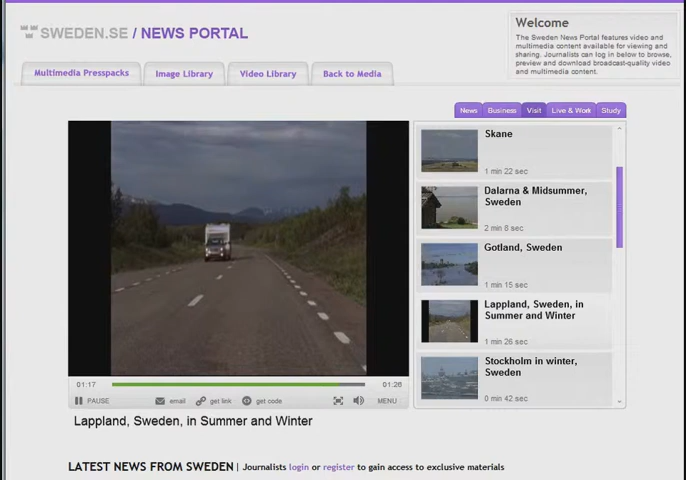 SWEDEN.SE / NEWS PORTAL
Welcome
The Sweden News Portal features video and
multimedia content available for viewing and
sharing. Journalists can log in below to browse,
preview and download broadcast-quality video
and multimedia content.
Multimedia Presspacks
Image Library
Video Library
Back to Media
News
Business
Visit
Live & Work
Study
Skane
1 min 22 sec
Dalarna & Midsummer,
Sweden
2 min 8 sec
Gotland, Sweden
1 min 15 sec
Lappland, Sweden, in
Summer and Winter
1 min 26 sec
Stockholm in winter,
Sweden
0 min 42 sec
01:17
01:26
PAUSE
email
get link
get code
MENU
Lappland, Sweden, in Summer and Winter
LATEST NEWS FROM SWEDEN | Journalists login or register to gain access to exclusive materials